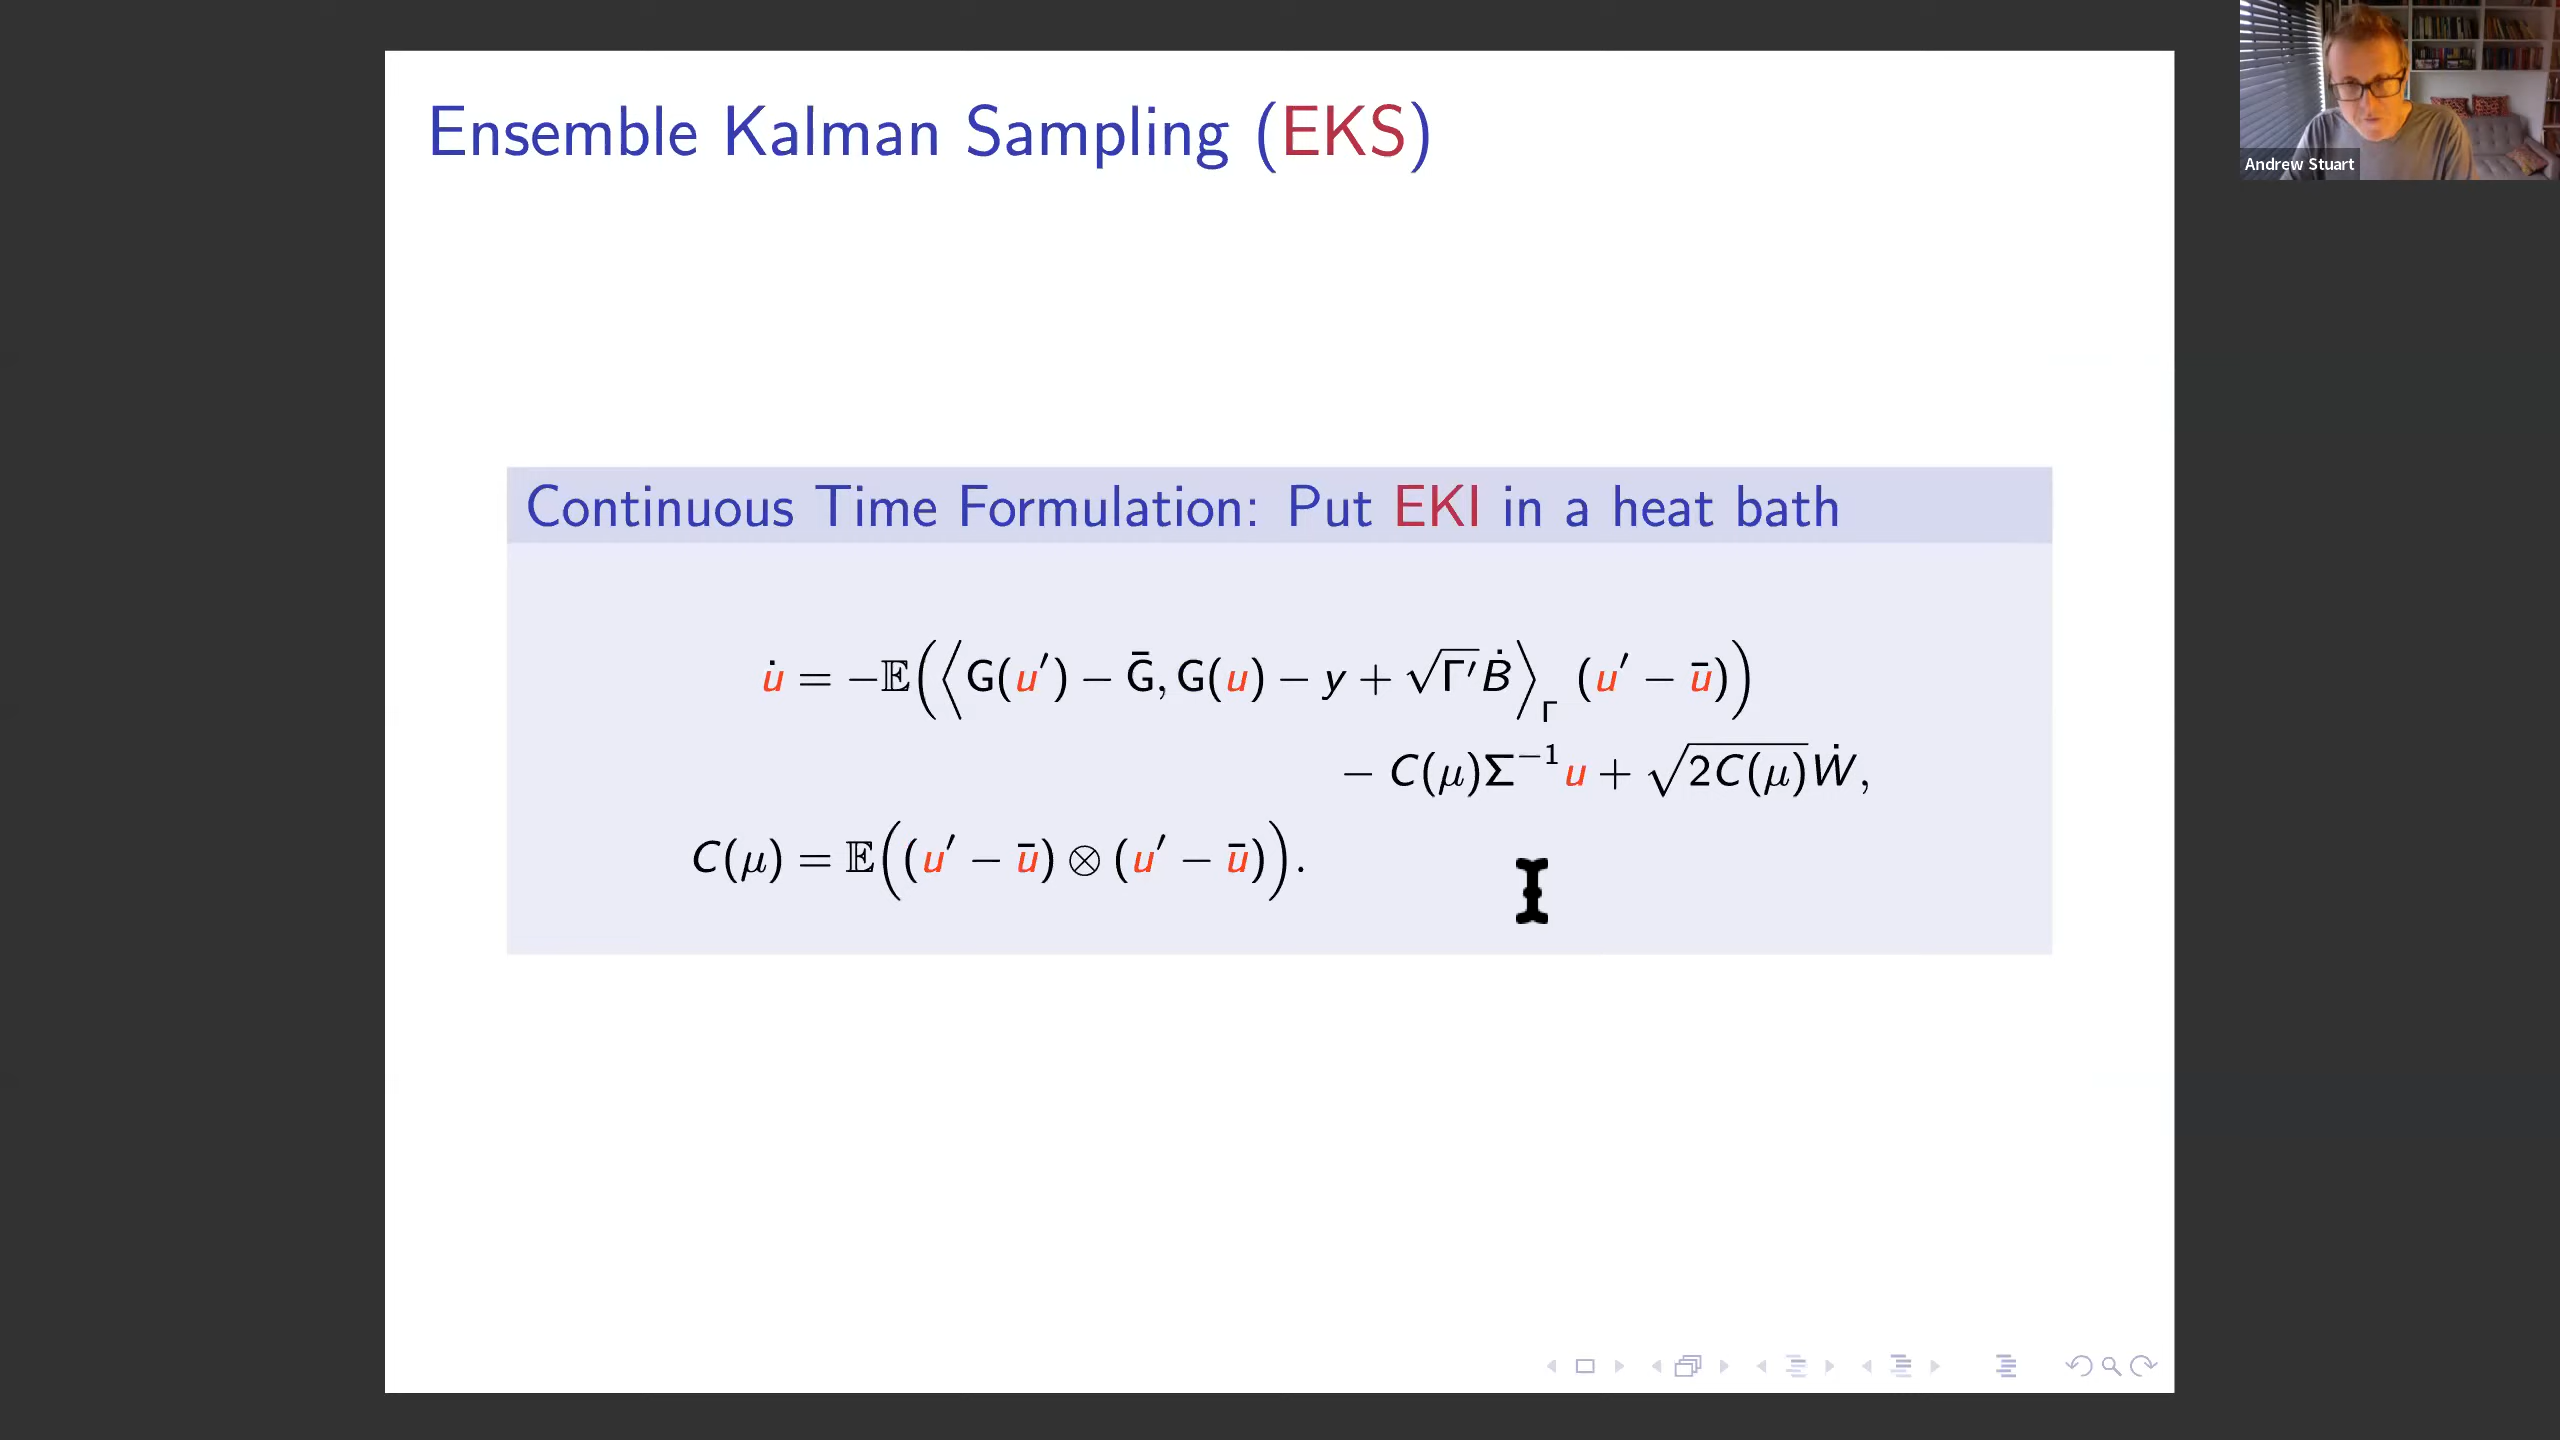 Andrew Stuart
Ensemble Kalman Sampling (EKS)
Continuous Time Formulation: Put EKI in a heat bath
u̇ = −𝔼(⟨G(u′) − Ḡ, G(u) − y + √Γ′Ḃ⟩_Γ (u′ − ū))
− C(μ)Σ⁻¹u + √2C(μ)Ẇ,
C(μ) = 𝔼((u′ − ū) ⊗ (u′ − ū)).